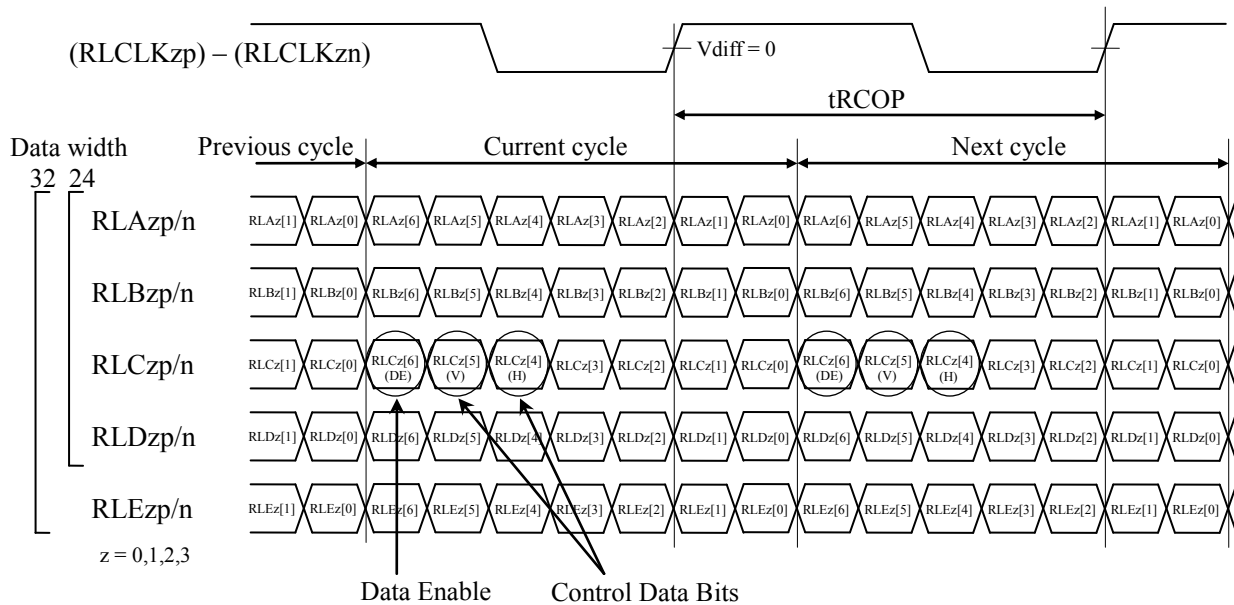 (RLCLKzp) – (RLCLKzn)
Vdiff = 0
tRCOP
Data width
Previous cycle
Current cycle
Next cycle
32 24
RLAzp/n
RLAz[1] RLAz[0] RLAz[6] RLAz[5] RLAz[4] RLAz[3] RLAz[2] RLAz[1] RLAz[0] RLAz[6] RLAz[5] RLAz[4] RLAz[3] RLAz[2] RLAz[1] RLAz[0]
RLBzp/n
RLBz[1] RLBz[0] RLBz[6] RLBz[5] RLBz[4] RLBz[3] RLBz[2] RLBz[1] RLBz[0] RLBz[6] RLBz[5] RLBz[4] RLBz[3] RLBz[2] RLBz[1] RLBz[0]
RLCzp/n
RLCz[1] RLCz[0] RLCz[6] RLCz[5] RLCz[4] RLCz[3] RLCz[2] RLCz[1] RLCz[0] RLCz[6] RLCz[5] RLCz[4] RLCz[3] RLCz[2] RLCz[1] RLCz[0]
(DE) (V) (H) (DE) (V) (H)
RLDzp/n
RLDz[1] RLDz[0] RLDz[6] RLDz[5] RLDz[4] RLDz[3] RLDz[2] RLDz[1] RLDz[0] RLDz[6] RLDz[5] RLDz[4] RLDz[3] RLDz[2] RLDz[1] RLDz[0]
RLEzp/n
RLEz[1] RLEz[0] RLEz[6] RLEz[5] RLEz[4] RLEz[3] RLEz[2] RLEz[1] RLEz[0] RLEz[6] RLEz[5] RLEz[4] RLEz[3] RLEz[2] RLEz[1] RLEz[0]
z = 0,1,2,3
Data Enable
Control Data Bits